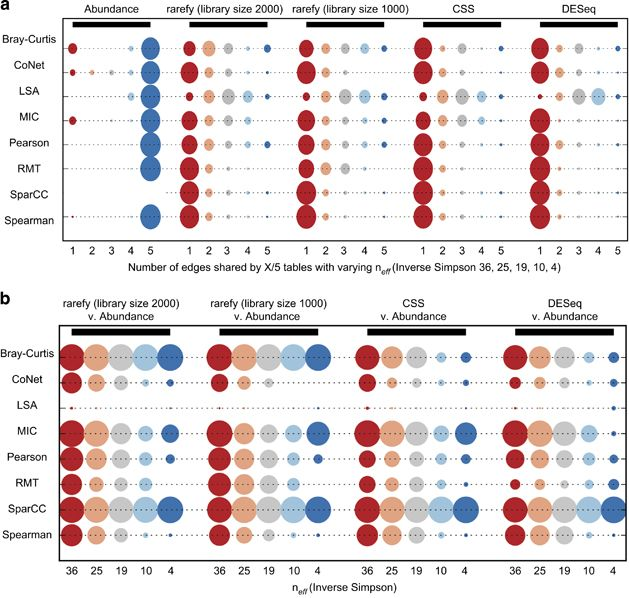 a
Abundance rarefy (library size 2000) rarefy (library size 1000) CSS DESeq
Bray-Curtis
CoNet
LSA
MIC
Pearson
RMT
SparCC
Spearman
1 2 3 4 5 1 2 3 4 5 1 2 3 4 5 1 2 3 4 5 1 2 3 4 5
Number of edges shared by X/5 tables with varying neff (Inverse Simpson 36, 25, 19, 10, 4)
b
rarefy (library size 2000) rarefy (library size 1000) CSS DESeq
v. Abundance v. Abundance v. Abundance v. Abundance
Bray-Curtis
CoNet
LSA
MIC
Pearson
RMT
SparCC
Spearman
36 25 19 10 4 36 25 19 10 4 36 25 19 10 4 36 25 19 10 4
neff (Inverse Simpson)